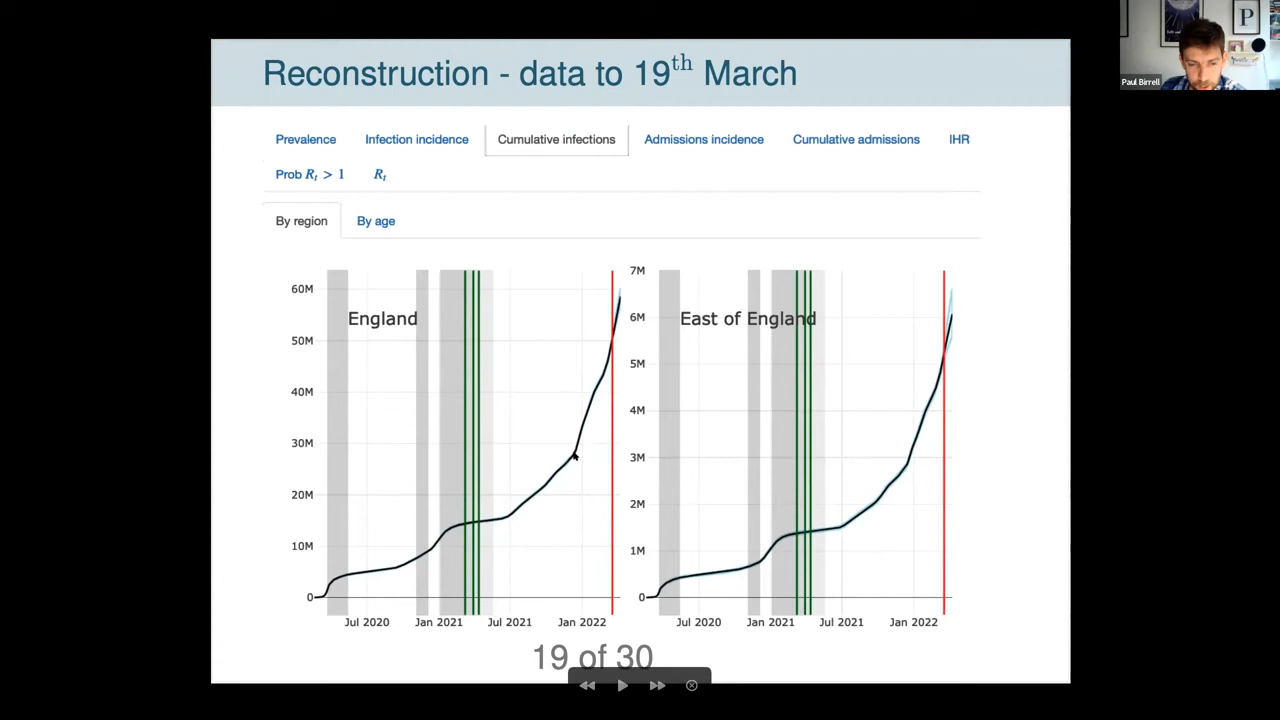 Reconstruction - data to 19th March
Prevalence Infection incidence Cumulative infections Admissions incidence Cumulative admissions IHR
Prob Rt > 1 Rt
By region By age
England
60M
50M
40M
30M
20M
10M
0
Jul 2020 Jan 2021 Jul 2021 Jan 2022
East of England
7M
6M
5M
4M
3M
2M
1M
0
Jul 2020 Jan 2021 Jul 2021 Jan 2022
19 of 30
P
Paul Birrell